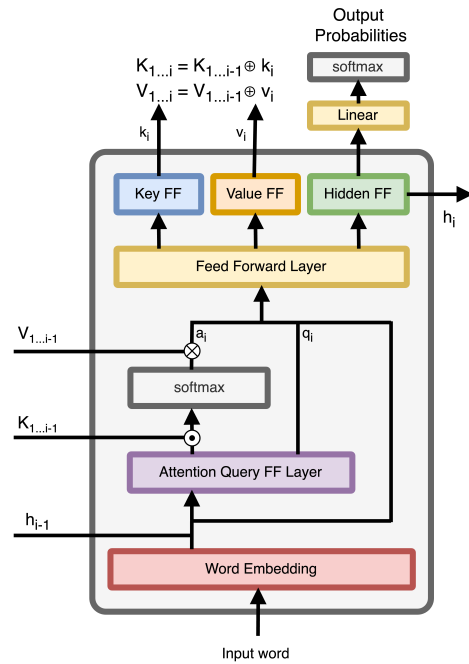 Output
Probabilities
softmax
K1...i = K1...i-1 ⊕ ki
V1...i = V1...i-1 ⊕ vi
Linear
ki
vi
Key FF
Value FF
Hidden FF
hi
Feed Forward Layer
V1...i-1
ai
qi
softmax
K1...i-1
Attention Query FF Layer
hi-1
Word Embedding
Input word